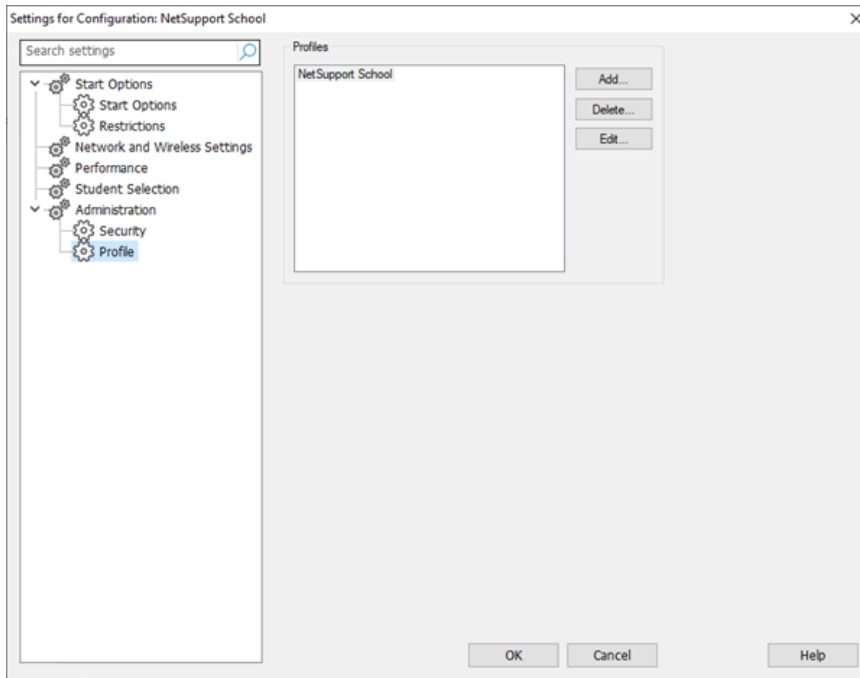 Settings for Configuration: NetSupport School
Search settings
Start Options
Start Options
Restrictions
Network and Wireless Settings
Performance
Student Selection
Administration
Security
Profile
Profiles
NetSupport School
Add...
Delete...
Edit...
OK
Cancel
Help